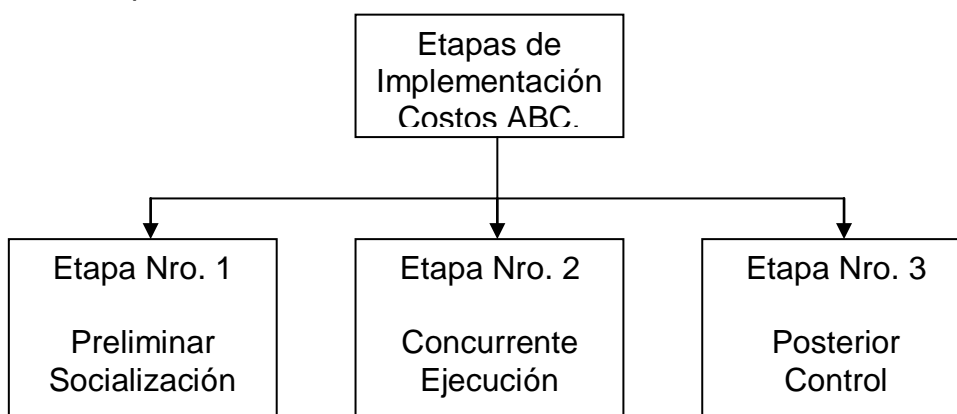 Etapas de
Implementación
Costos ABC.
Etapa Nro. 1
Preliminar
Socialización
Etapa Nro. 2
Concurrente
Ejecución
Etapa Nro. 3
Posterior
Control